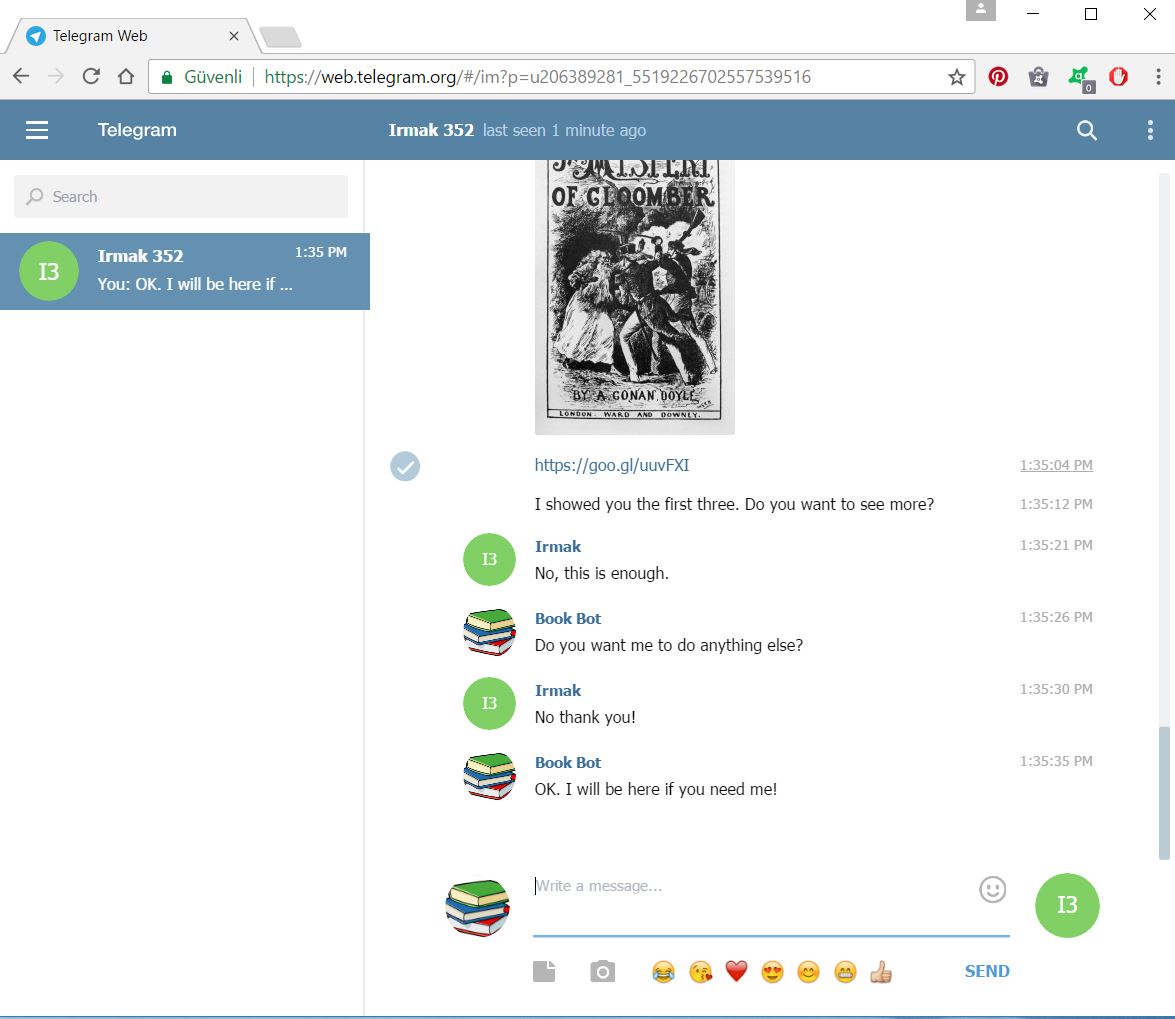 Telegram Web
Güvenli https://web.telegram.org/#/im?p=u206389281_5519226702557539516
0
Telegram
Irmak 352 last seen 1 minute ago
Search
I3
Irmak 352 1:35 PM
You: OK. I will be here if ...
MYSTERY
OF CLOOMBER
BY A. CONAN DOYLE
LONDON. WARD AND DOWNEY.
https://goo.gl/uuvFXI 1:35:04 PM
I showed you the first three. Do you want to see more? 1:35:12 PM
I3
Irmak 1:35:21 PM
No, this is enough.
Book Bot 1:35:26 PM
Do you want me to do anything else?
I3
Irmak 1:35:30 PM
No thank you!
Book Bot 1:35:35 PM
OK. I will be here if you need me!
Write a message...
I3
SEND